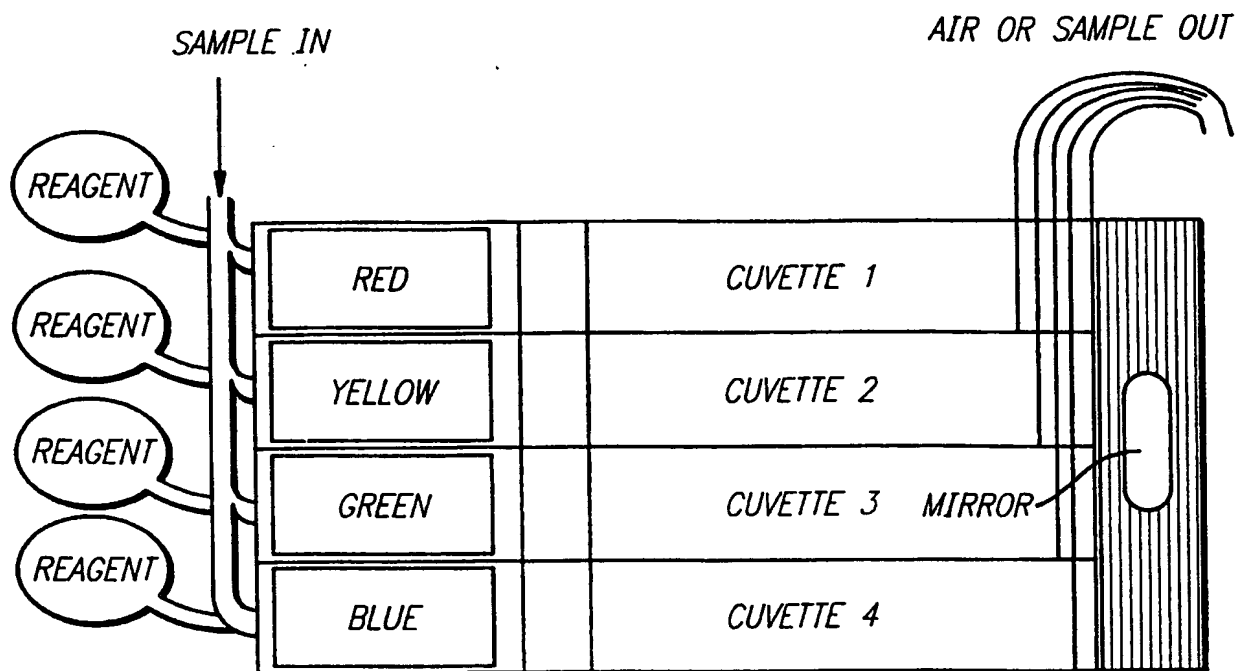 SAMPLE IN
AIR OR SAMPLE OUT
REAGENT
RED
CUVETTE 1
REAGENT
YELLOW
CUVETTE 2
REAGENT
GREEN
CUVETTE 3
MIRROR
REAGENT
BLUE
CUVETTE 4